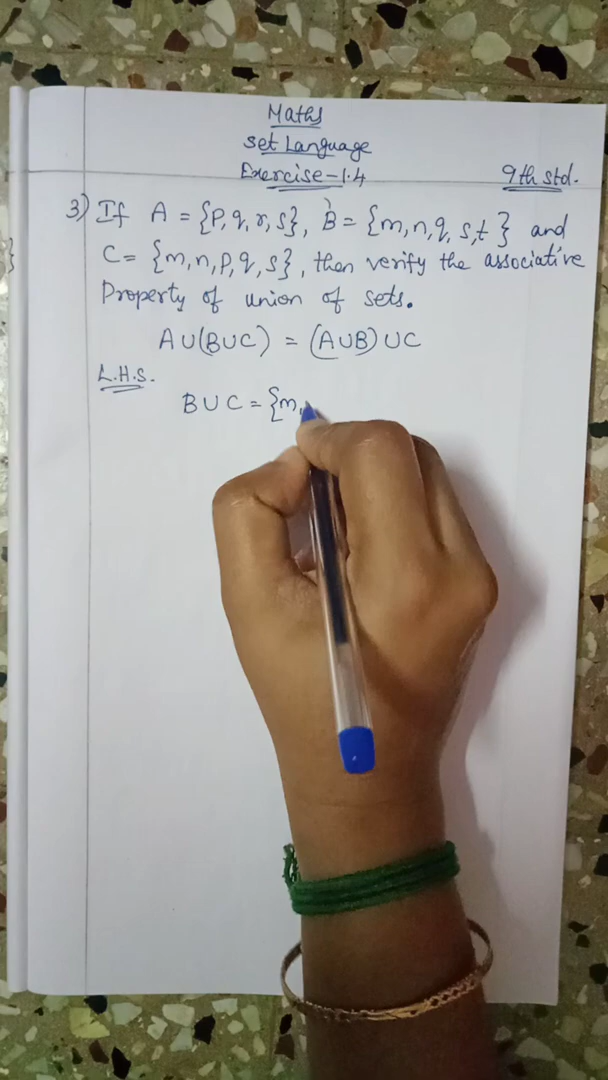 Maths
Set Language
Exercise-1.4 9th std.
3) If A = {p,q,r,s}, B = {m,n,q,s,t} and
C = {m,n,p,q,s}, then verify the associative
Property of union of sets.
A∪(B∪C) = (A∪B)∪C
L.H.S.
B∪C = {m,